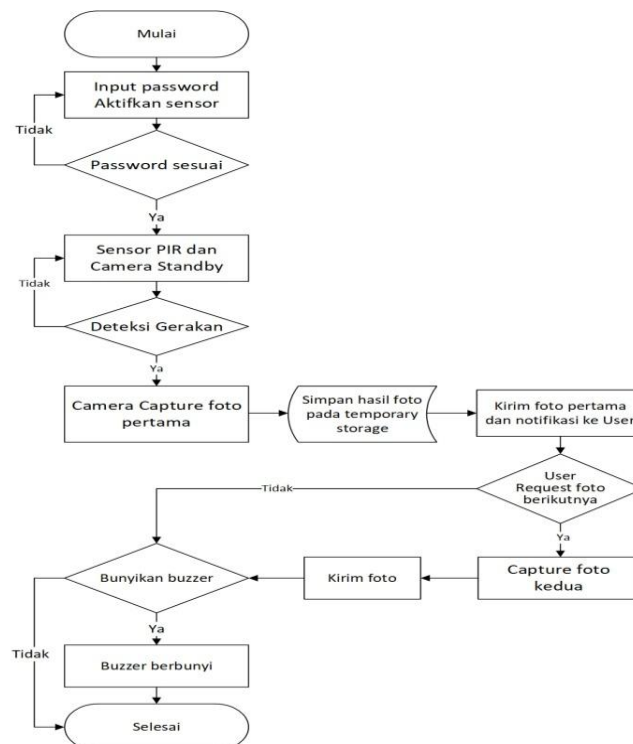 Mulai
Input password
Aktifkan sensor
Tidak
Password sesuai
Ya
Sensor PIR dan
Camera Standby
Tidak
Deteksi Gerakan
Ya
Camera Capture foto
pertama
Simpan hasil foto
pada temporary
storage
Kirim foto pertama
dan notifikasi ke User
User
Request foto
berikutnya
Tidak
Ya
Capture foto
kedua
Kirim foto
Bunyikan buzzer
Ya
Tidak
Buzzer berbunyi
Selesai